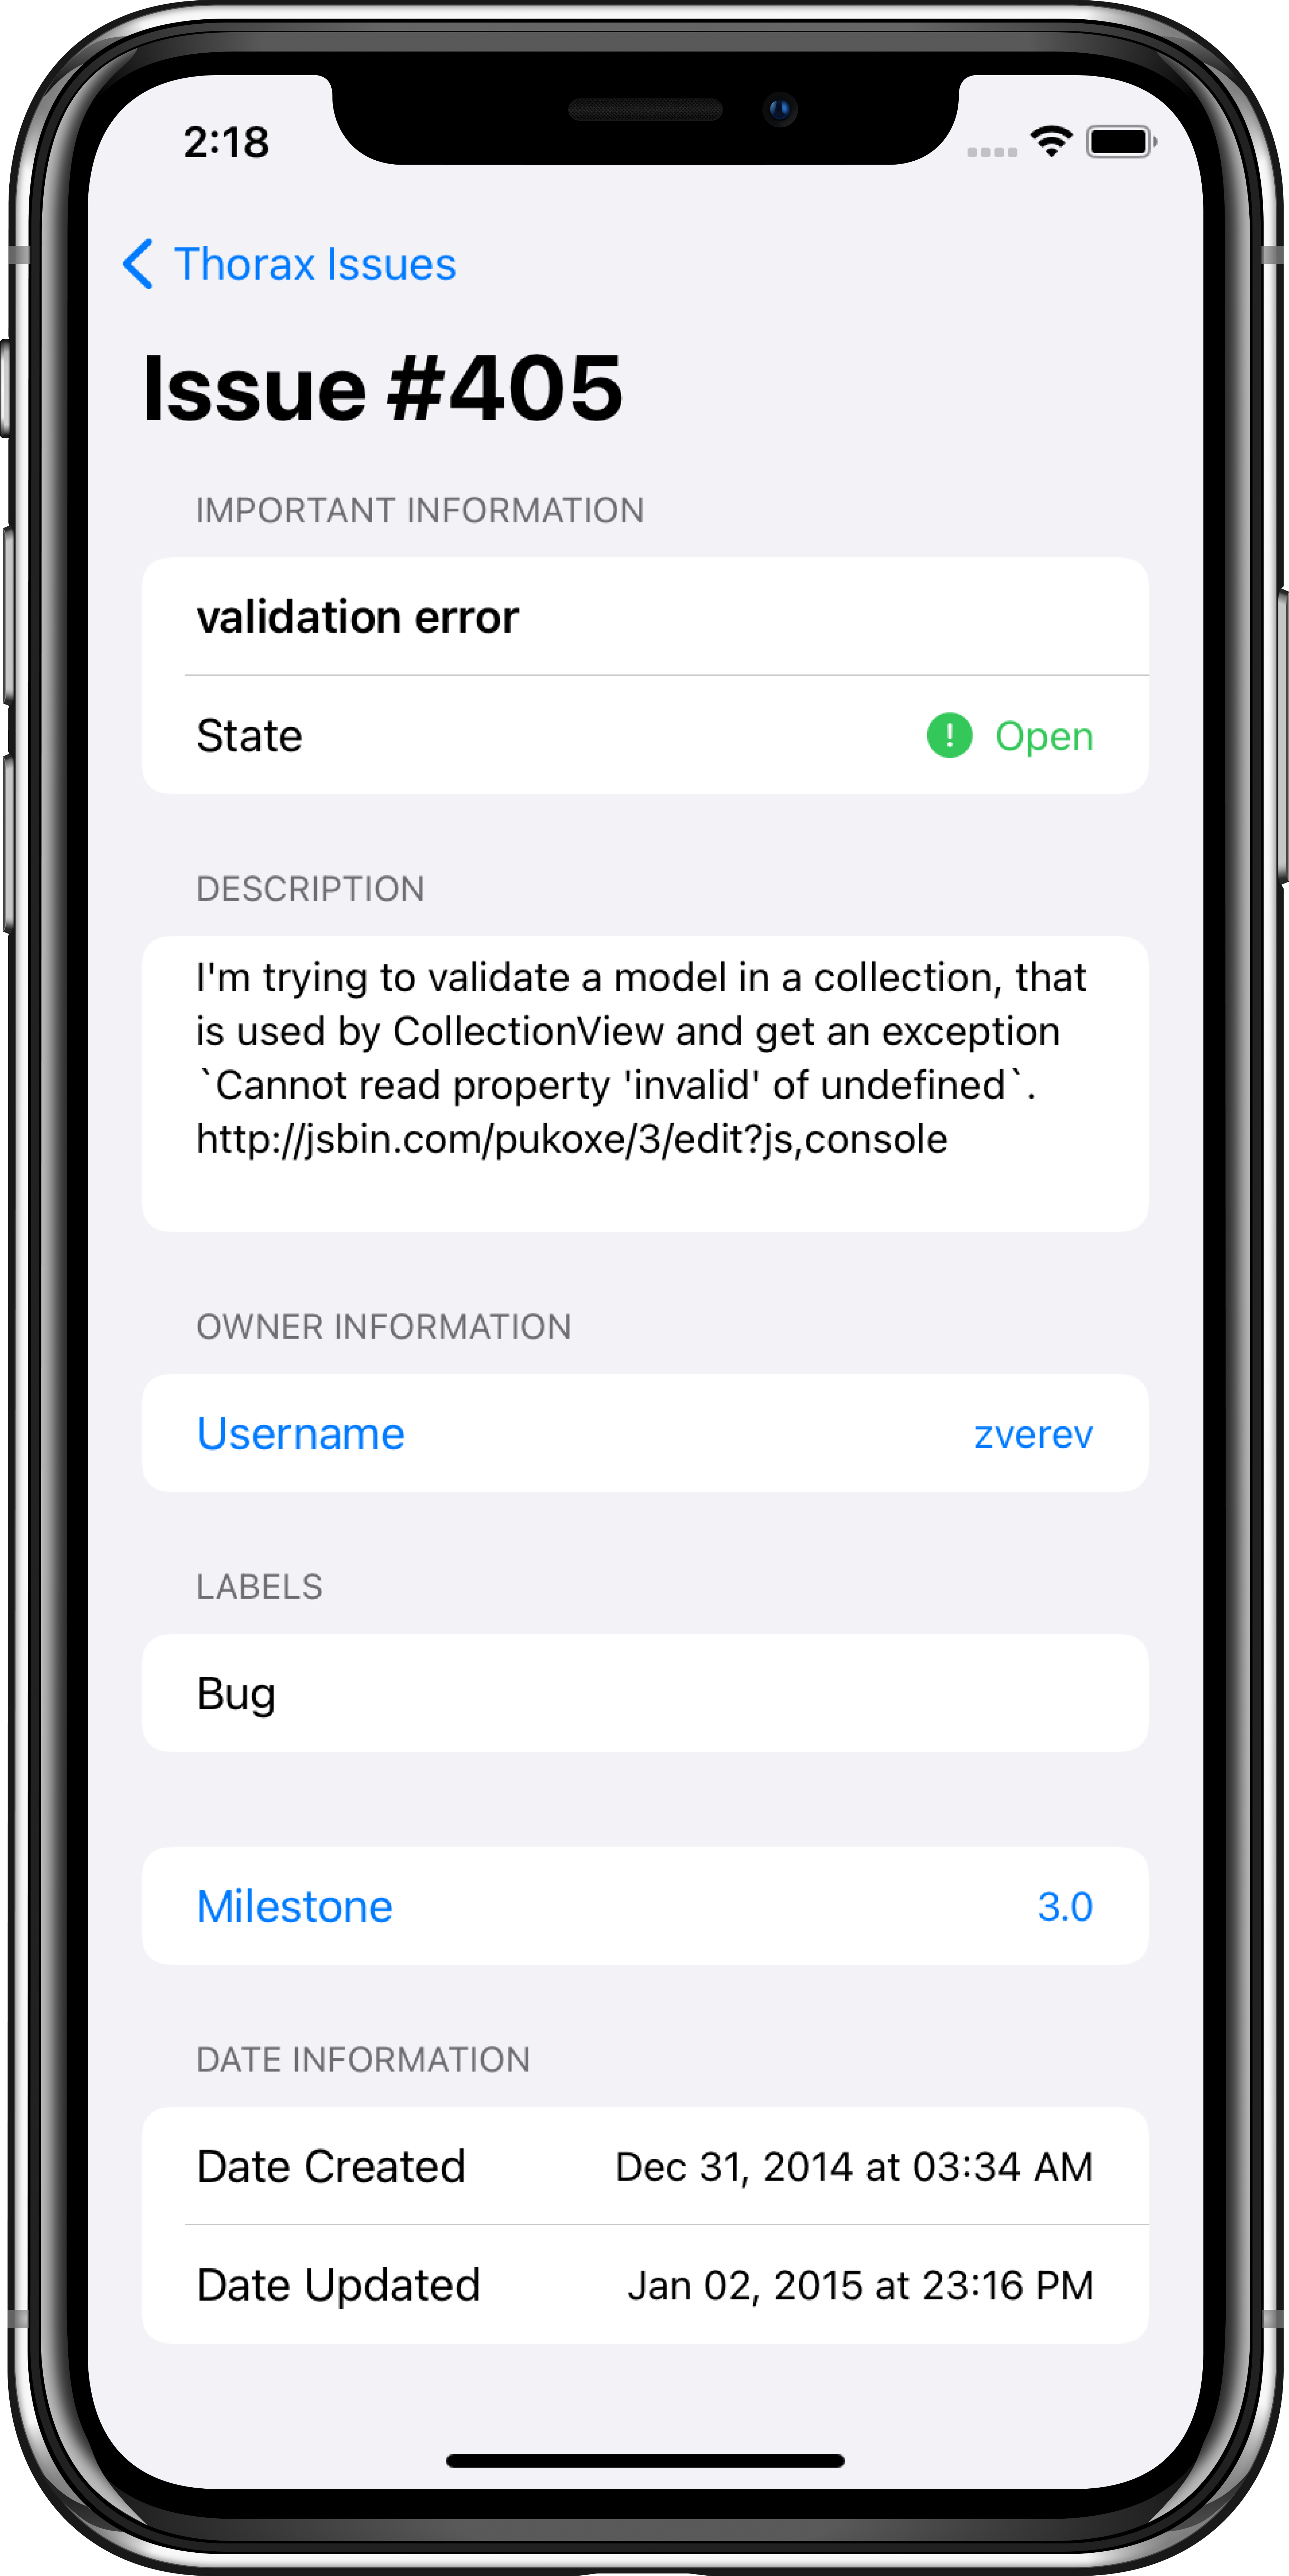 2:18
Thorax Issues
Issue #405
IMPORTANT INFORMATION
validation error
State Open
DESCRIPTION
I'm trying to validate a model in a collection, that
is used by CollectionView and get an exception
`Cannot read property 'invalid' of undefined`.
http://jsbin.com/pukoxe/3/edit?js,console
OWNER INFORMATION
Username zverev
LABELS
Bug
Milestone 3.0
DATE INFORMATION
Date Created Dec 31, 2014 at 03:34 AM
Date Updated Jan 02, 2015 at 23:16 PM